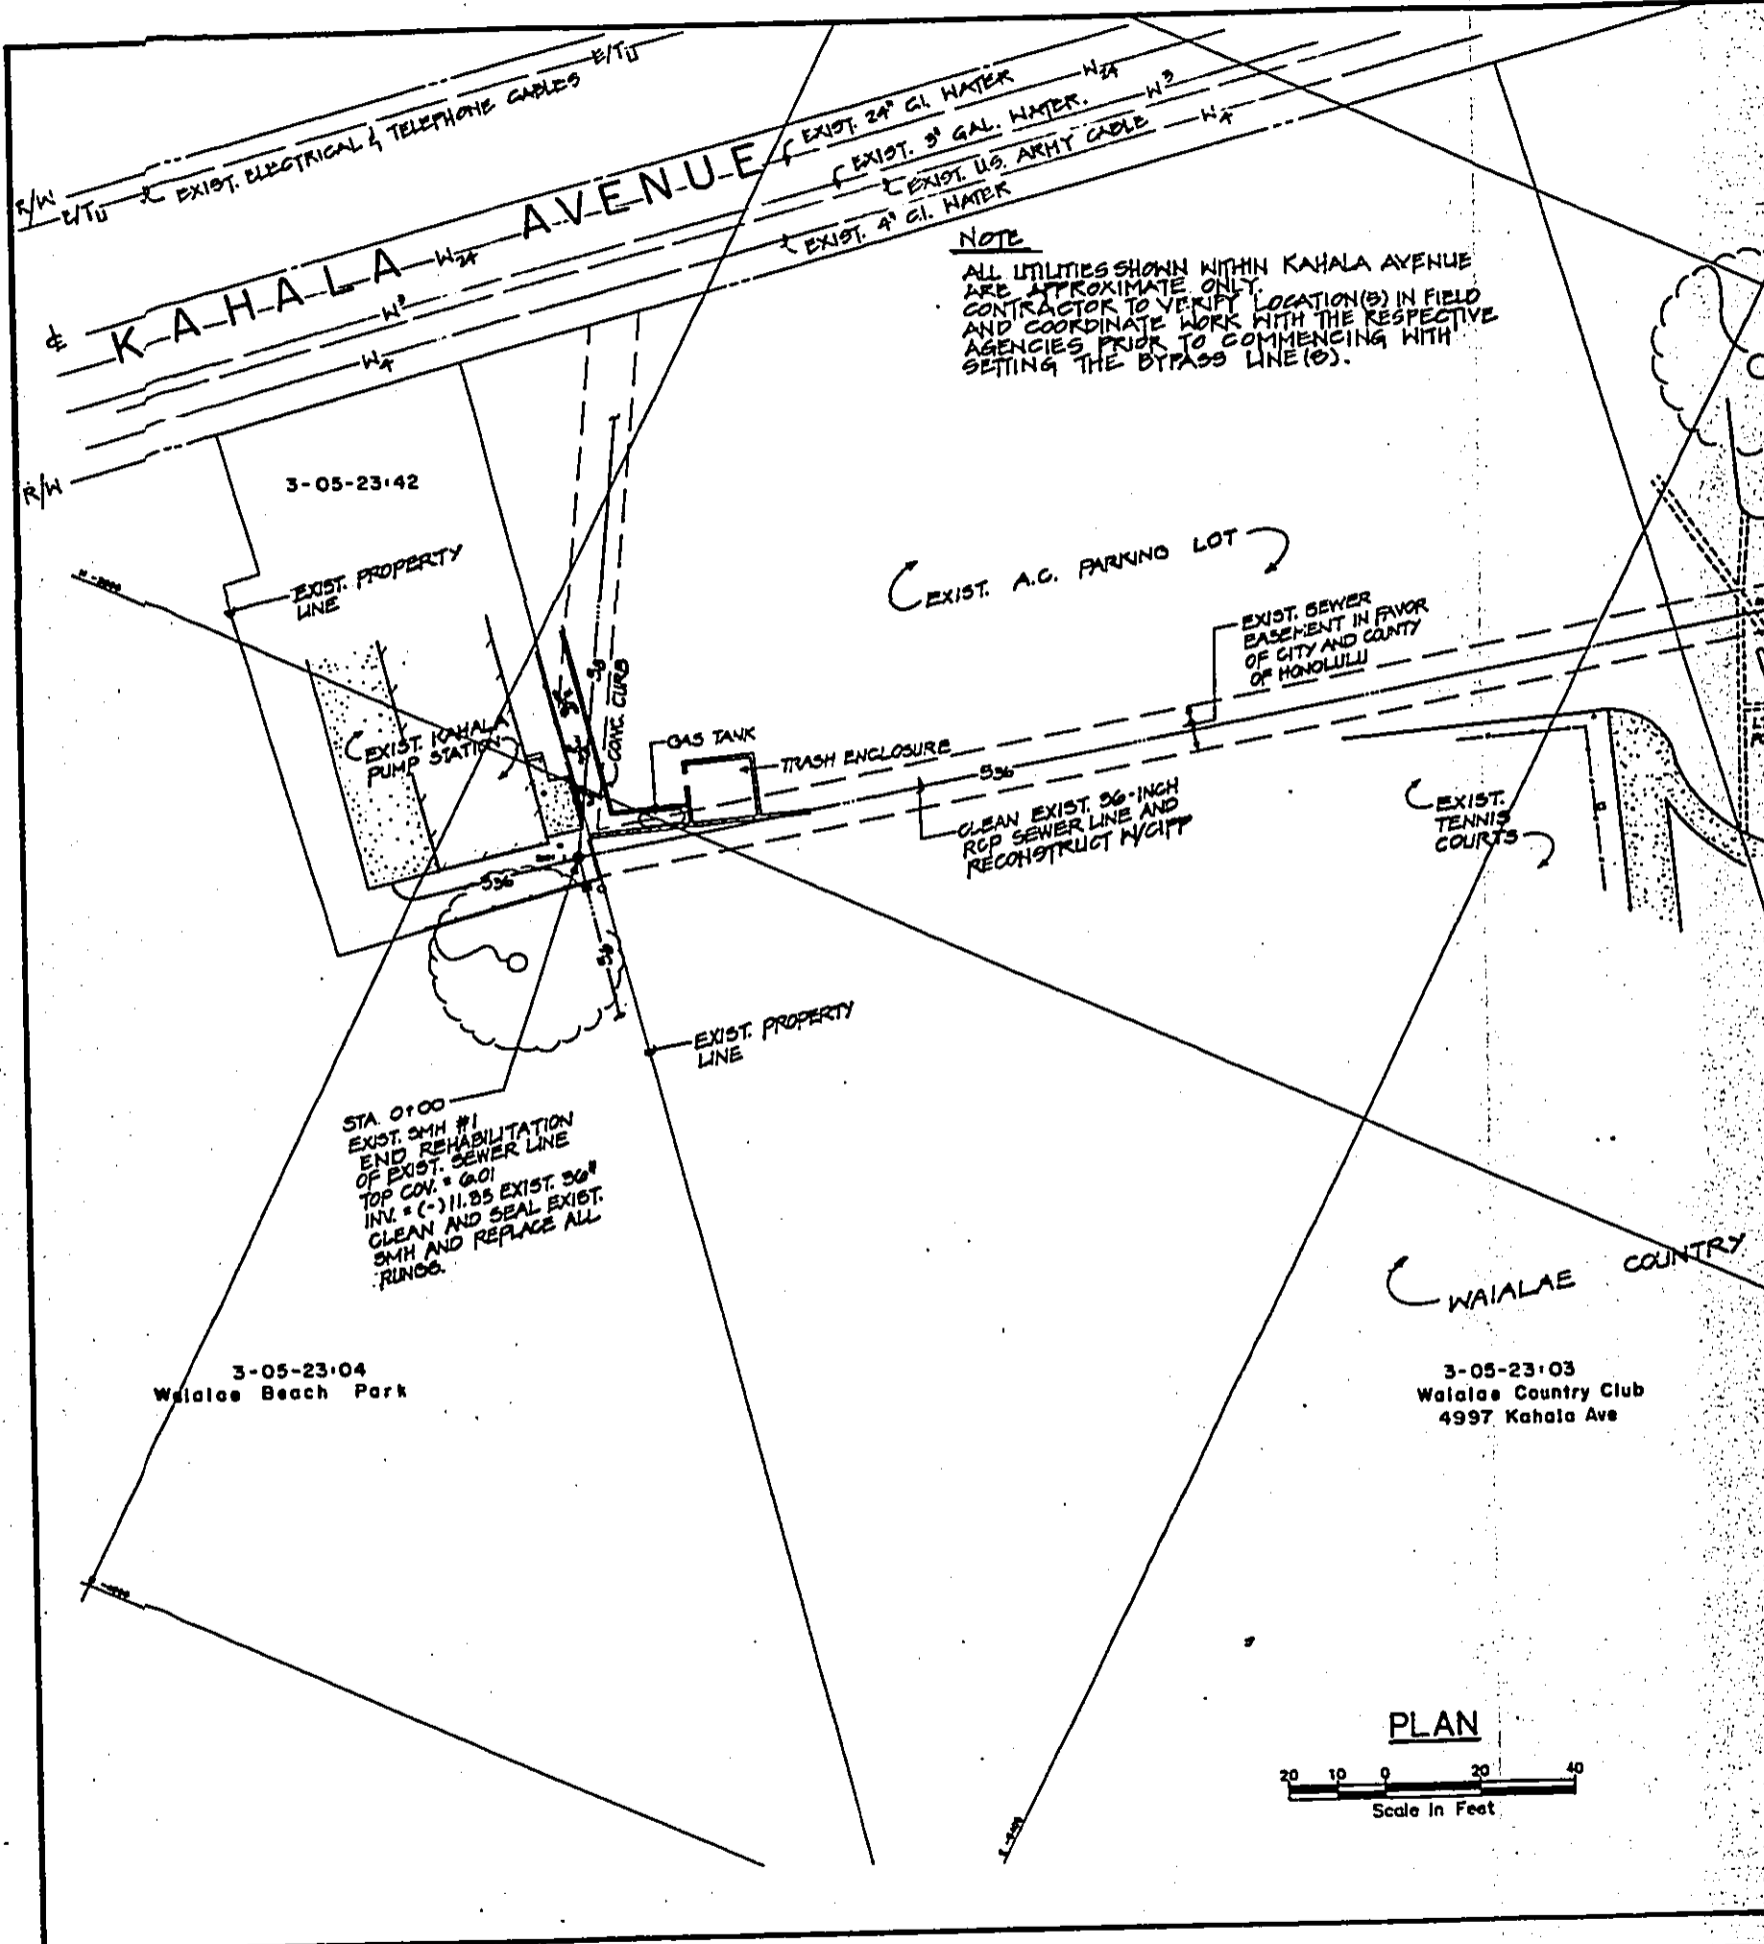 R/W
E/TU
EXIST. ELECTRICAL & TELEPHONE CABLES
E/TU
KAHALA AVENUE
W24
EXIST. 24" C.I. WATER
W24
W3
EXIST. 3" GAL. WATER.
W3
EXIST. U.S. ARMY CABLE
W4
EXIST. 4" C.I. WATER
W4
R/W
NOTE
ALL UTILITIES SHOWN WITHIN KAHALA AVENUE
ARE APPROXIMATE ONLY.
CONTRACTOR TO VERIFY LOCATION(S) IN FIELD
AND COORDINATE WORK WITH THE RESPECTIVE
AGENCIES PRIOR TO COMMENCING WITH
SETTING THE BYPASS LINE(S).
3-05-23:42
EXIST. PROPERTY
LINE
EXIST. A.C. PARKING LOT
EXIST. SEWER
EASEMENT IN FAVOR
OF CITY AND COUNTY
OF HONOLULU
EXIST. KAHALA
PUMP STATION
CONC. CURB
GAS TANK
TRASH ENCLOSURE
S36
CLEAN EXIST. 36-INCH
RCP SEWER LINE AND
RECONSTRUCT W/CIPP
EXIST.
TENNIS
COURTS
S36
EXIST. PROPERTY
LINE
STA. 0+00
EXIST. SMH #1
END REHABILITATION
OF EXIST. SEWER LINE
TOP COV. = 6.01
INV. = (-)11.85 EXIST. 36"
CLEAN AND SEAL EXIST.
SMH AND REPLACE ALL
RUNGS.
WAIALAE COUNTRY
3-05-23:04
Waialae Beach Park
3-05-23:03
Waialae Country Club
4997 Kahala Ave
PLAN
20 10 0 20 40
Scale In Feet